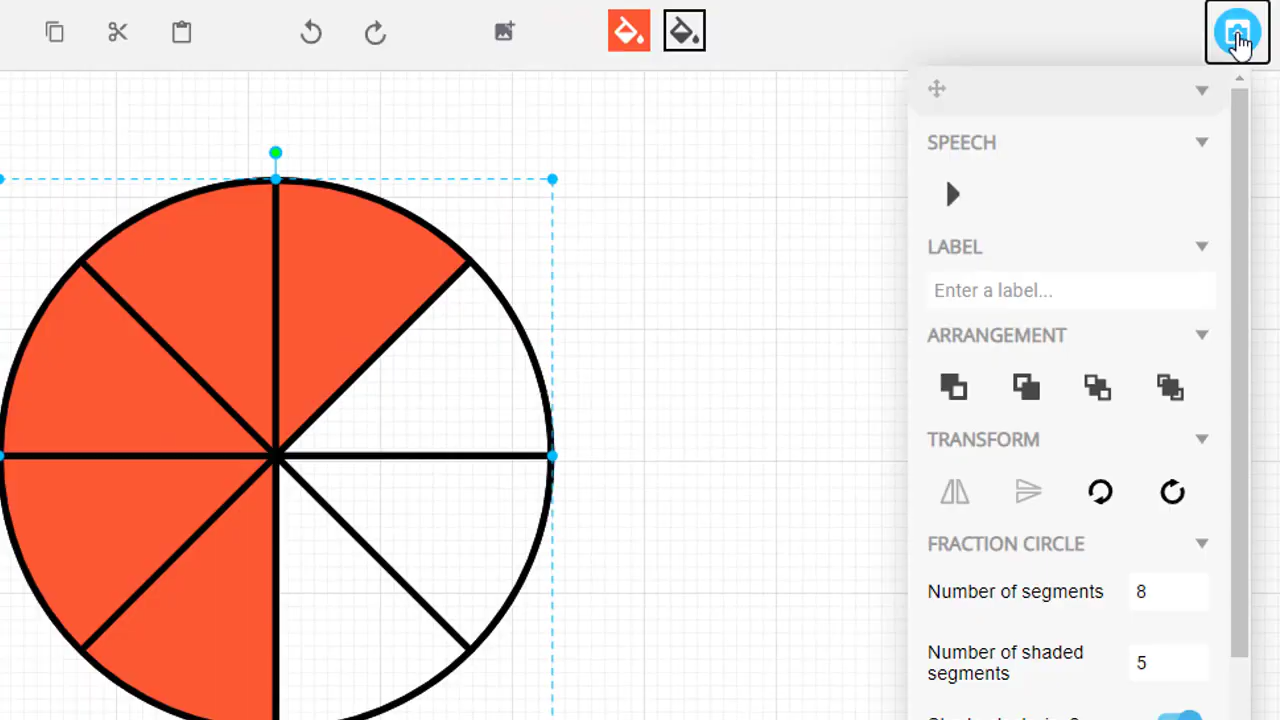 SPEECH
LABEL
Enter a label...
ARRANGEMENT
TRANSFORM
FRACTION CIRCLE
Number of segments 8
Number of shaded
segments 5